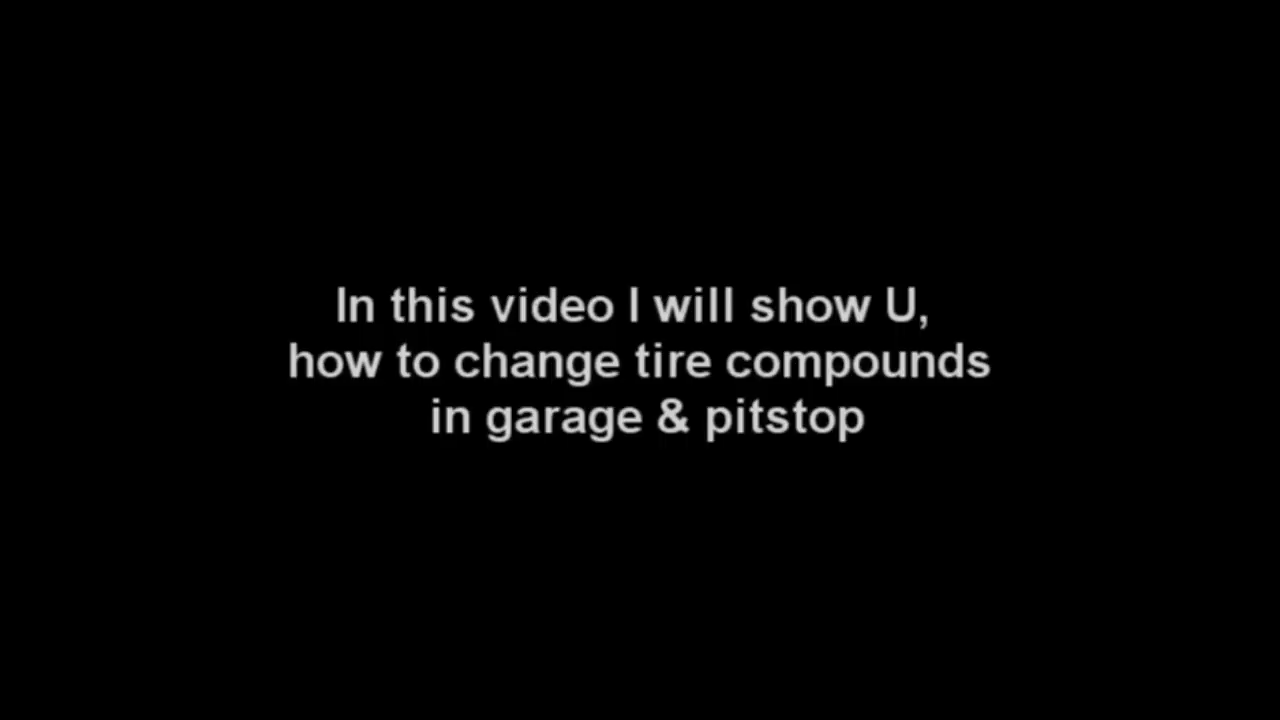 In this video I will show U,
how to change tire compounds
in garage & pitstop